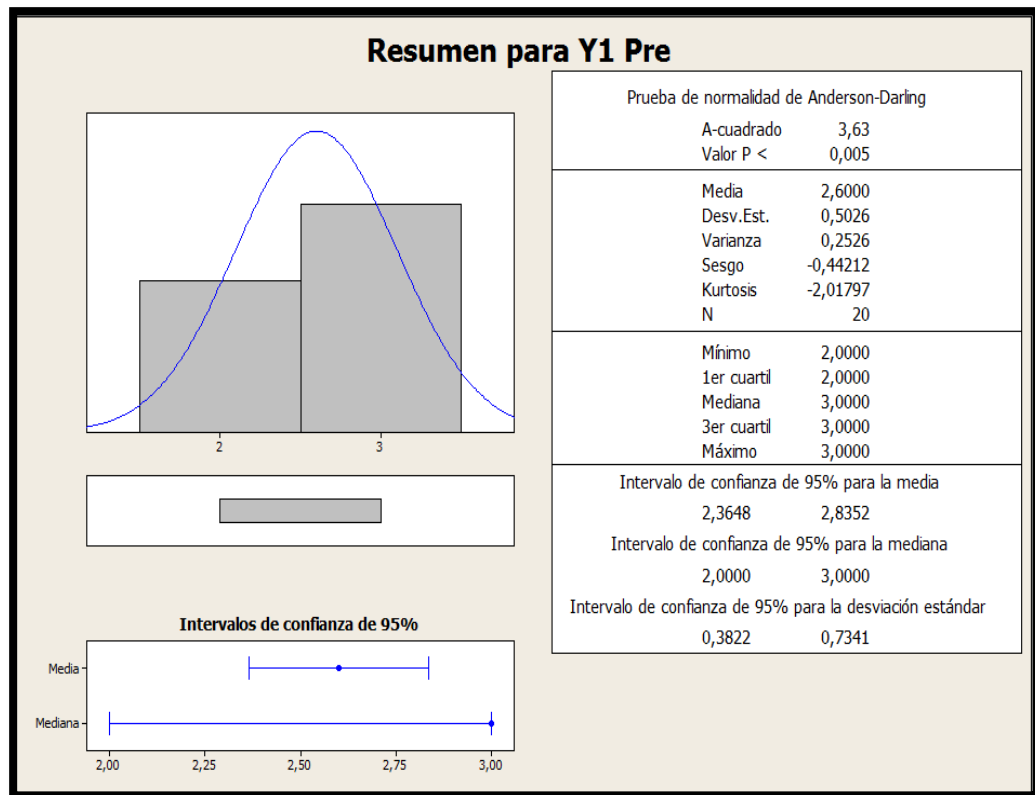 Resumen para Y1 Pre
2
3
Intervalos de confianza de 95%
Media
Mediana
2,00 2,25 2,50 2,75 3,00
Prueba de normalidad de Anderson-Darling
A-cuadrado 3,63
Valor P < 0,005
Media 2,6000
Desv.Est. 0,5026
Varianza 0,2526
Sesgo -0,44212
Kurtosis -2,01797
N 20
Mínimo 2,0000
1er cuartil 2,0000
Mediana 3,0000
3er cuartil 3,0000
Máximo 3,0000
Intervalo de confianza de 95% para la media
2,3648 2,8352
Intervalo de confianza de 95% para la mediana
2,0000 3,0000
Intervalo de confianza de 95% para la desviación estándar
0,3822 0,7341